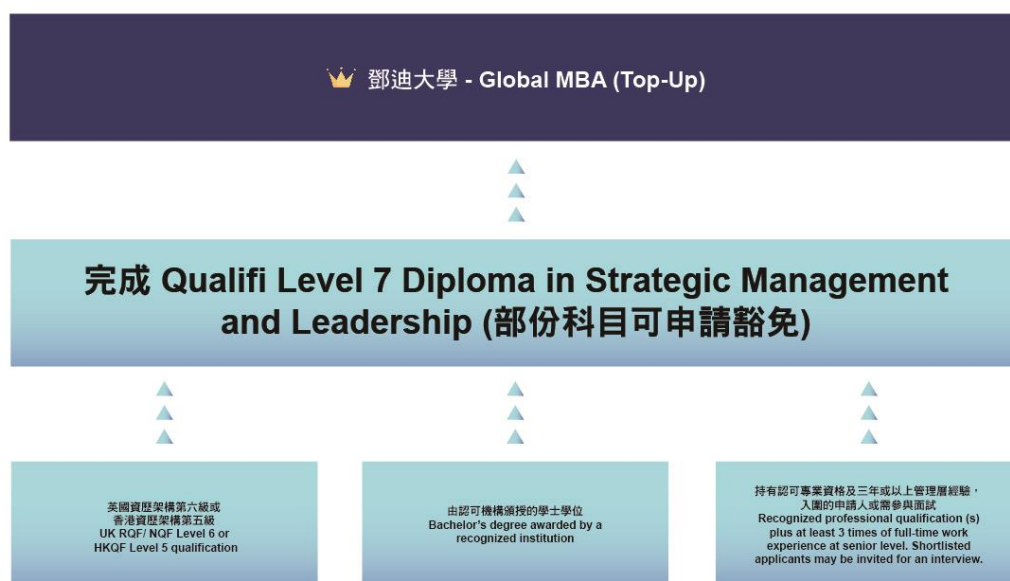 鄧迪大學 - Global MBA (Top-Up)
完成 Qualifi Level 7 Diploma in Strategic Management
and Leadership (部份科目可申請豁免)
英國資歷架構第六級或
香港資歷架構第五級
UK RQF/ NQF Level 6 or
HKQF Level 5 qualification
由認可機構頒授的學士學位
Bachelor's degree awarded by a
recognized institution
持有認可專業資格及三年或以上管理層經驗，
入圍的申請人或需參與面試
Recognized professional qualification (s)
plus at least 3 times of full-time work
experience at senior level. Shortlisted
applicants may be invited for an interview.